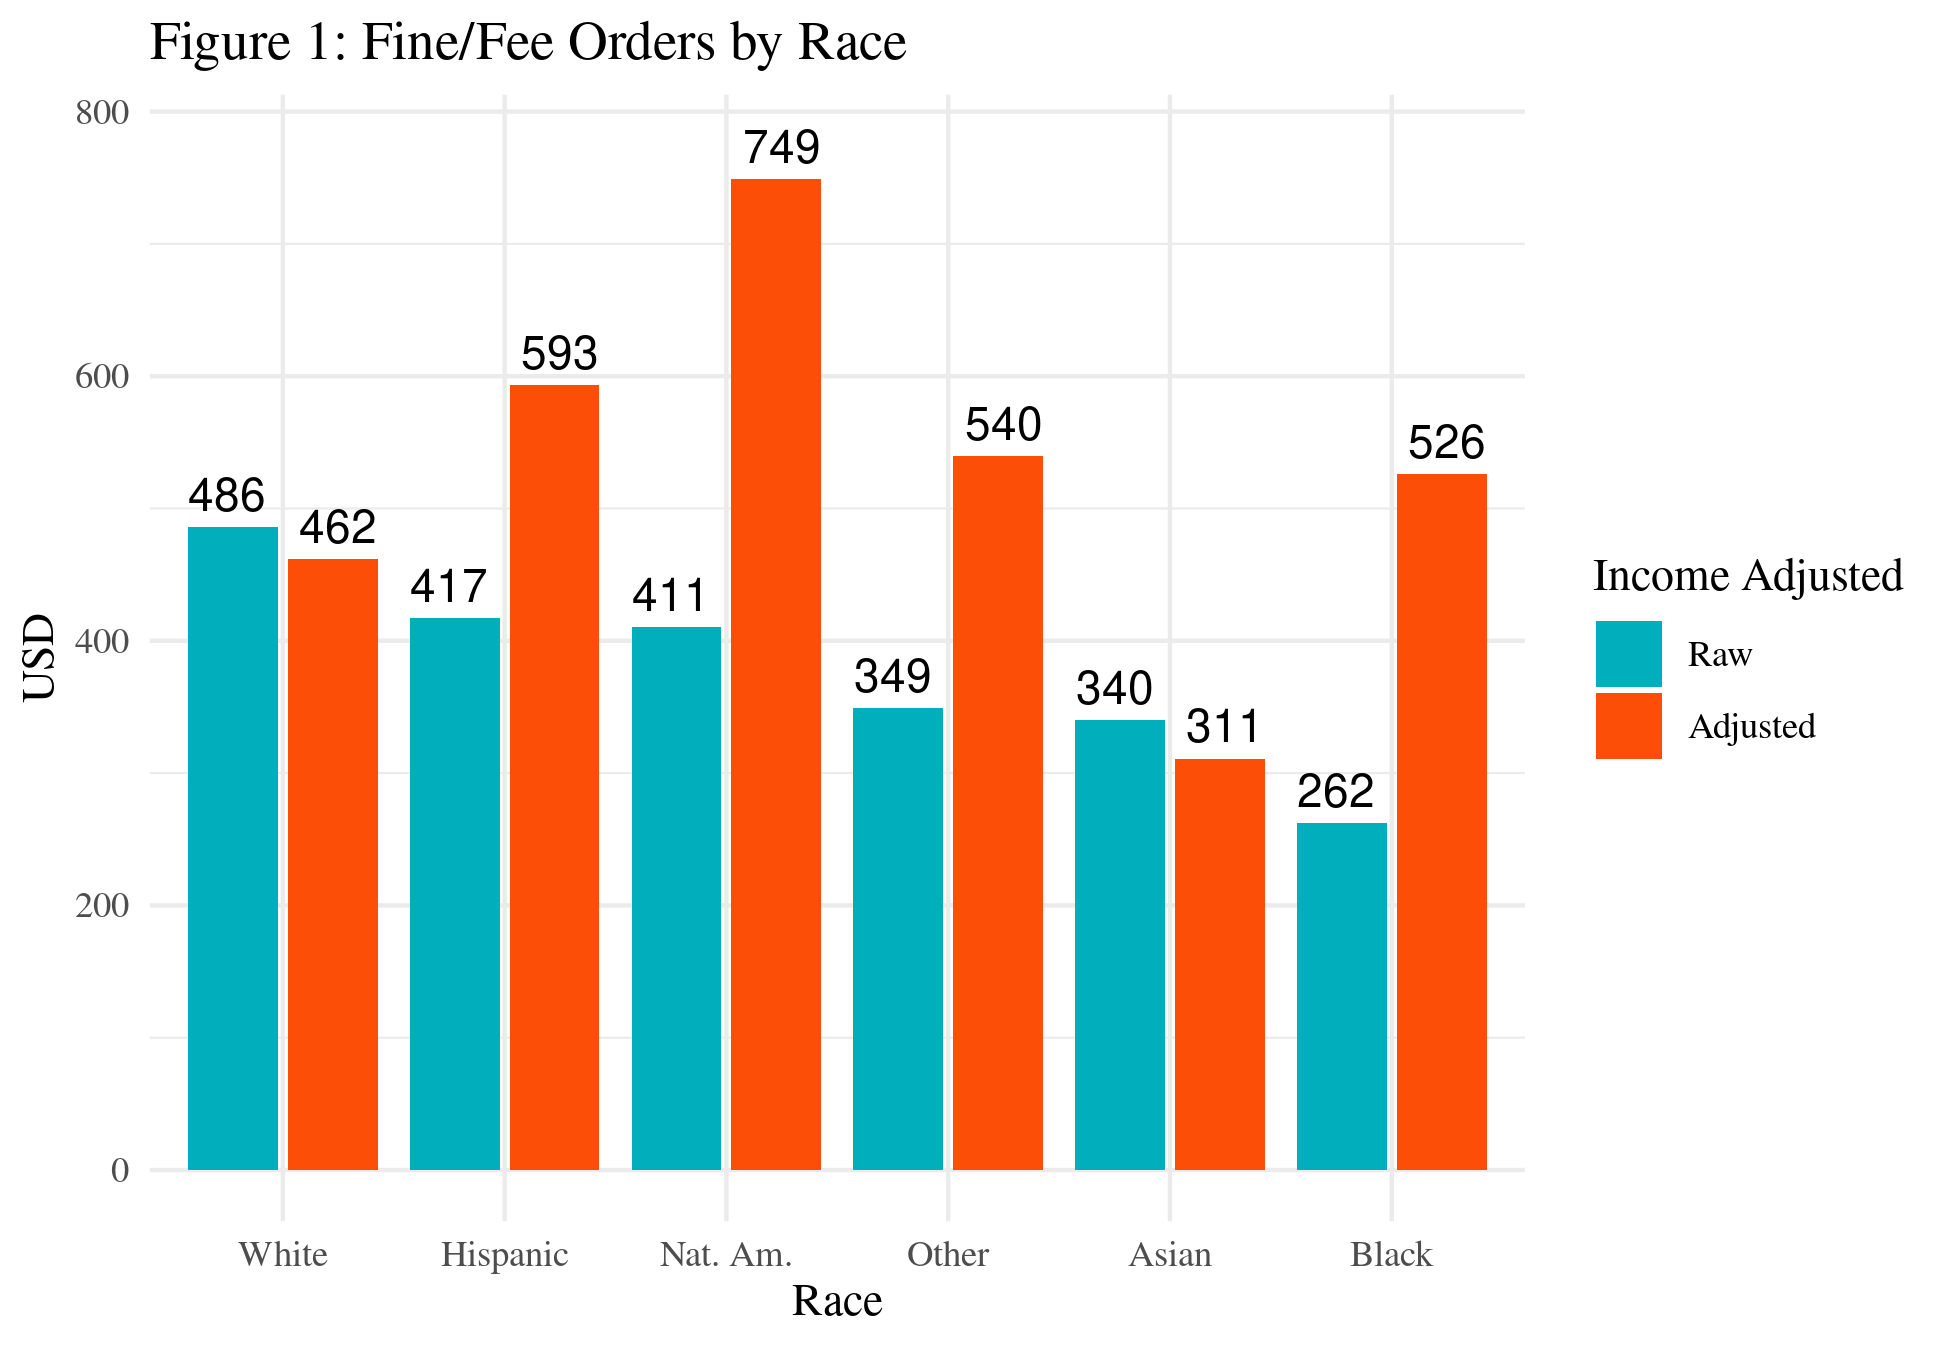 Figure 1: Fine/Fee Orders by Race
800
749
593
600
540
526
486
462
417
411
400
349
340
311
262
200
0
USD
White Hispanic Nat. Am. Other Asian Black
Race
Income Adjusted
Raw
Adjusted